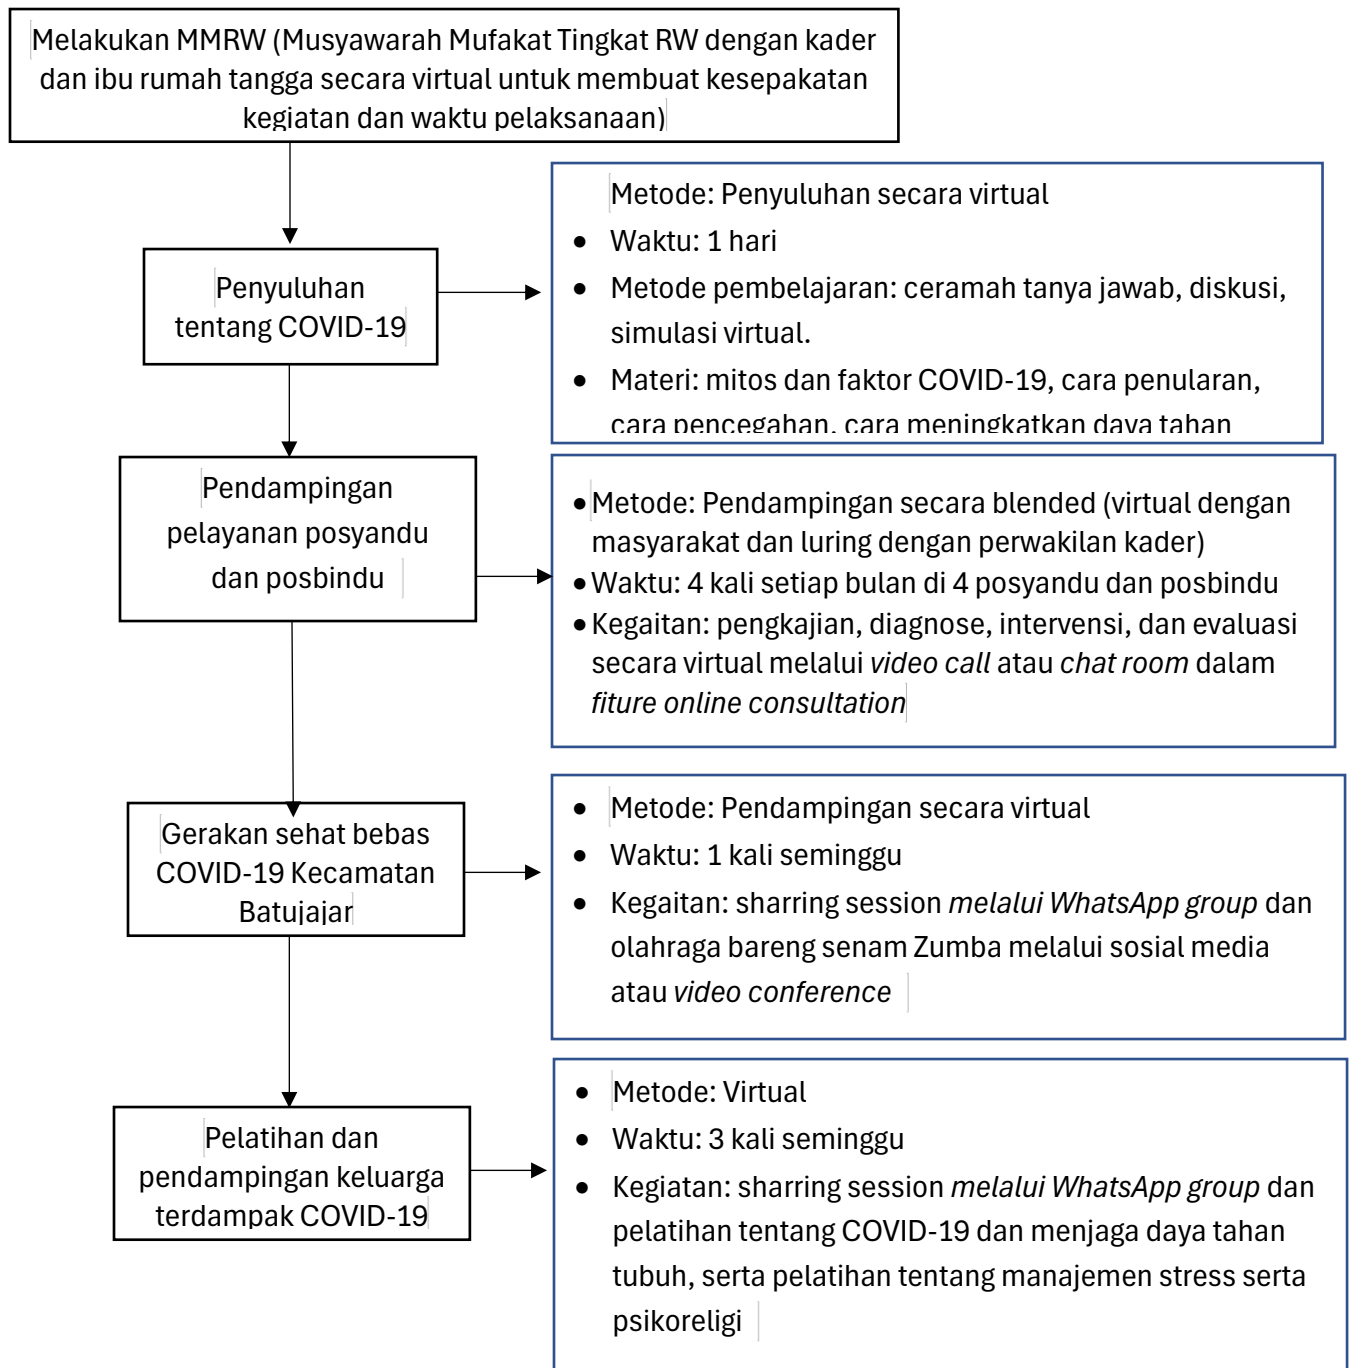 Melakukan MMRW (Musyawarah Mufakat Tingkat RW dengan kader
dan ibu rumah tangga secara virtual untuk membuat kesepakatan
kegiatan dan waktu pelaksanaan)
Penyuluhan
tentang COVID-19
Metode: Penyuluhan secara virtual
• Waktu: 1 hari
• Metode pembelajaran: ceramah tanya jawab, diskusi,
simulasi virtual.
• Materi: mitos dan faktor COVID-19, cara penularan,
cara pencegahan, cara meningkatkan daya tahan
Pendampingan
pelayanan posyandu
dan posbindu
• Metode: Pendampingan secara blended (virtual dengan
masyarakat dan luring dengan perwakilan kader)
• Waktu: 4 kali setiap bulan di 4 posyandu dan posbindu
• Kegaitan: pengkajian, diagnose, intervensi, dan evaluasi
secara virtual melalui video call atau chat room dalam
fiture online consultation
Gerakan sehat bebas
COVID-19 Kecamatan
Batujajar
• Metode: Pendampingan secara virtual
• Waktu: 1 kali seminggu
• Kegaitan: sharring session melalui WhatsApp group dan
olahraga bareng senam Zumba melalui sosial media
atau video conference
Pelatihan dan
pendampingan keluarga
terdampak COVID-19
• Metode: Virtual
• Waktu: 3 kali seminggu
• Kegiatan: sharring session melalui WhatsApp group dan
pelatihan tentang COVID-19 dan menjaga daya tahan
tubuh, serta pelatihan tentang manajemen stress serta
psikoreligi